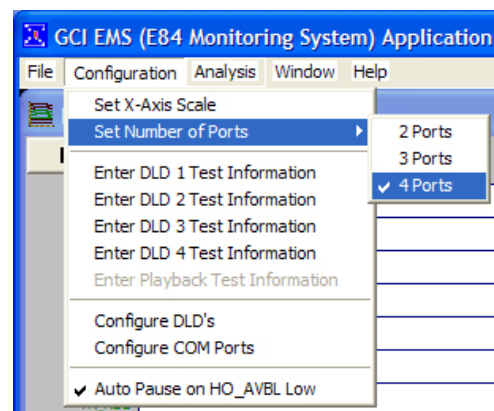 GCI EMS (E84 Monitoring System) Application
File Configuration Analysis Window Help
Set X-Axis Scale
Set Number of Ports
2 Ports
3 Ports
4 Ports
Enter DLD 1 Test Information
Enter DLD 2 Test Information
Enter DLD 3 Test Information
Enter DLD 4 Test Information
Enter Playback Test Information
Configure DLD's
Configure COM Ports
Auto Pause on HO_AVBL Low